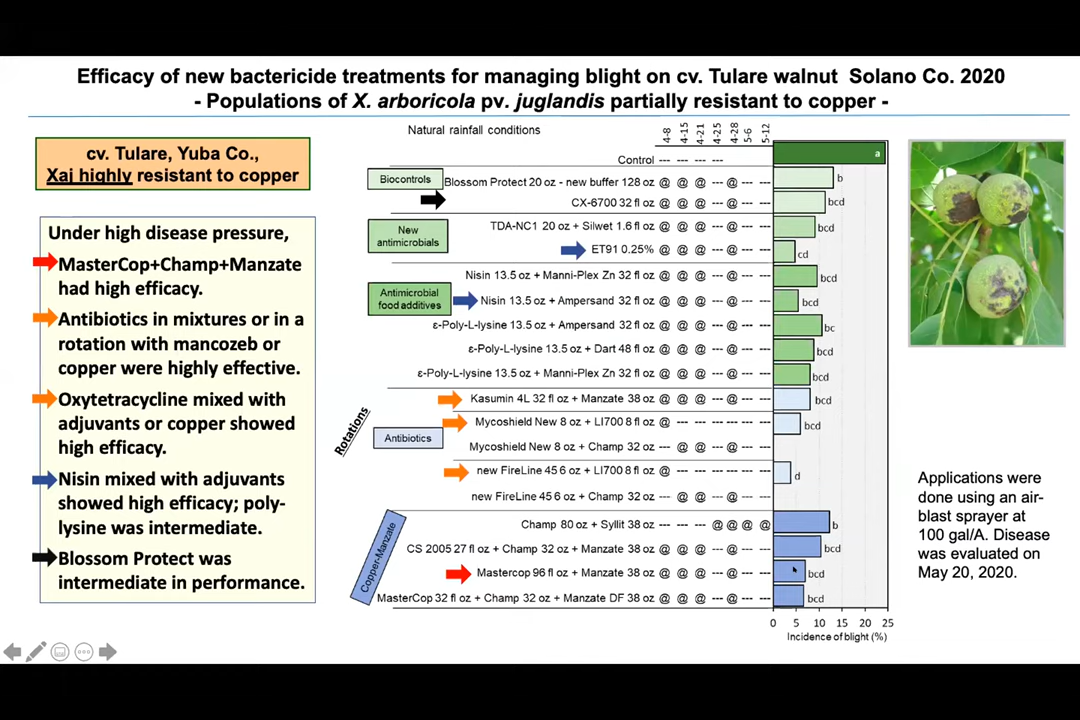 Efficacy of new bactericide treatments for managing blight on cv. Tulare walnut Solano Co. 2020
- Populations of X. arboricola pv. juglandis partially resistant to copper -
cv. Tulare, Yuba Co.,
Xaj highly resistant to copper
Under high disease pressure,
MasterCop+Champ+Manzate
had high efficacy.
Antibiotics in mixtures or in a
rotation with mancozeb or
copper were highly effective.
Oxytetracycline mixed with
adjuvants or copper showed
high efficacy.
Nisin mixed with adjuvants
showed high efficacy; poly-
lysine was intermediate.
Blossom Protect was
intermediate in performance.
Natural rainfall conditions
4-8 4-15 4-21 4-25 4-28 5-6 5-12
Control --- --- --- --- a
Biocontrols
Blossom Protect 20 oz - new buffer 128 oz @ @ @ --- @ --- --- b
CX-6700 32 fl oz @ @ @ --- @ --- --- bcd
New
antimicrobials
TDA-NC1 20 oz + Silwet 1.6 fl oz @ @ @ --- @ --- --- bcd
ET91 0.25% @ @ @ --- @ --- --- cd
Antimicrobial
food additives
Nisin 13.5 oz + Manni-Plex Zn 32 fl oz @ @ @ --- @ --- --- bcd
Nisin 13.5 oz + Ampersand 32 fl oz @ @ @ --- @ --- --- bcd
ε-Poly-L-lysine 13.5 oz + Ampersand 32 fl oz @ @ @ --- @ --- --- bc
ε-Poly-L-lysine 13.5 oz + Dart 48 fl oz @ @ @ --- @ --- --- bcd
ε-Poly-L-lysine 13.5 oz + Manni-Plex Zn 32 fl oz @ @ @ --- @ --- --- bcd
Rotations
Antibiotics
Kasumin 4L 32 fl oz + Manzate 38 oz @ @ @ --- @ --- --- bcd
Mycoshield New 8 oz + LI700 8 fl oz @ --- --- --- --- --- --- bcd
Mycoshield New 8 oz + Champ 32 oz --- @ @ --- @ --- ---
new FireLine 45 6 oz + LI700 8 fl oz @ --- --- --- --- --- --- d
new FireLine 45 6 oz + Champ 32 oz --- @ @ --- @ --- ---
Copper-Manzate
Champ 80 oz + Syllit 38 oz --- --- --- @ @ @ @ b
CS 2005 27 fl oz + Champ 32 oz + Manzate 38 oz @ @ @ --- @ --- --- bcd
Mastercop 96 fl oz + Manzate 38 oz @ @ @ --- @ --- --- bcd
MasterCop 32 fl oz + Champ 32 oz + Manzate DF 38 oz @ @ @ --- @ --- --- bcd
0 5 10 15 20 25
Incidence of blight (%)
Applications were
done using an air-
blast sprayer at
100 gal/A. Disease
was evaluated on
May 20, 2020.